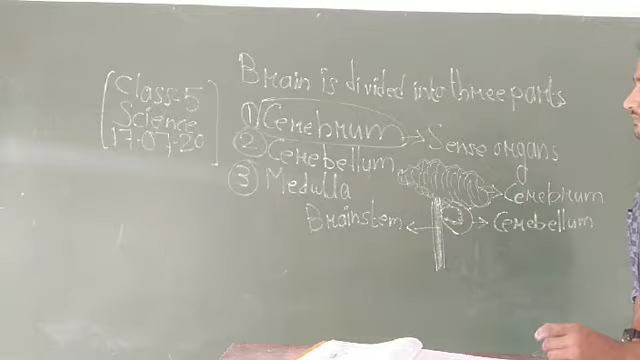 Class-5
Science
17.07.20
Brain is divided into three parts
① Cerebrum → Sense organs
② Cerebellum
③ Medulla
→ Cerebrum
Brainstem ←
→ Cerebellum